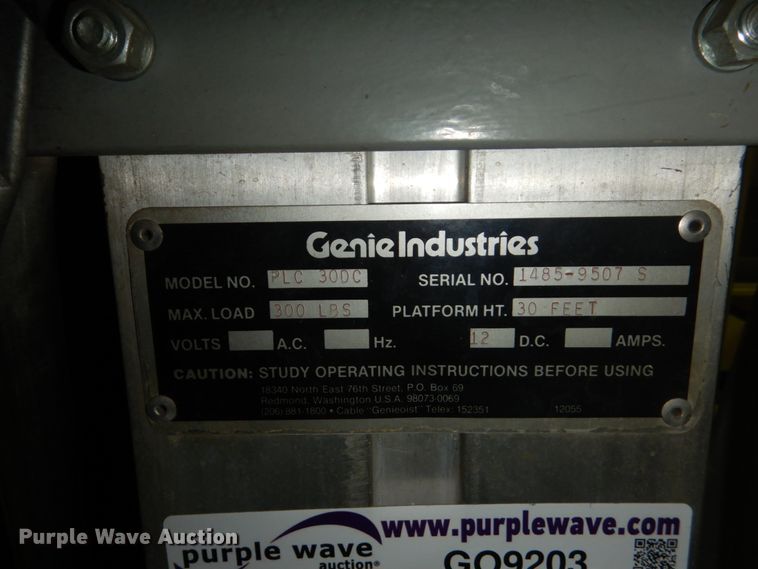 Genie Industries
MODEL NO. PLC 30DC SERIAL NO. 1485-9507 S
MAX. LOAD 300 LBS PLATFORM HT. 30 FEET
VOLTS A.C. Hz. 12 D.C. AMPS.
CAUTION: STUDY OPERATING INSTRUCTIONS BEFORE USING
18340 North East 76th Street, P.O. Box 69
Redmond, Washington U.S.A. 98073-0069
(206) 881-1800 • Cable "Genieoist" Telex: 152351 12055
www.purplewave.com
purple wave
auction®
GQ9203
Purple Wave Auction